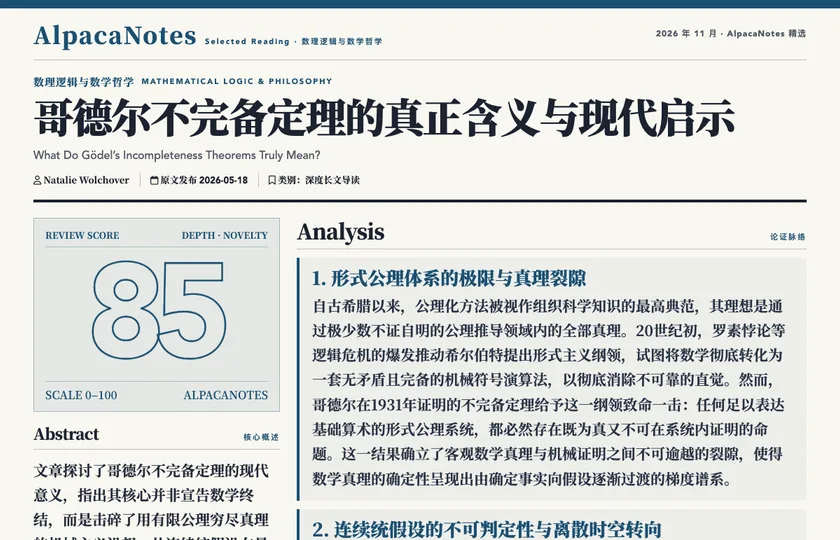 AlpacaNotes Selected Reading · 数理逻辑与数学哲学
2026 年 11 月 · AlpacaNotes 精选
数理逻辑与数学哲学 MATHEMATICAL LOGIC & PHILOSOPHY
哥德尔不完备定理的真正含义与现代启示
What Do Gödel's Incompleteness Theorems Truly Mean?
Natalie Wolchover 原文发布 2026-05-18 类别：深度长文导读
REVIEW SCORE DEPTH · NOVELTY
85
SCALE 0–100 ALPACANOTES
Abstract 核心概述
文章探讨了哥德尔不完备定理的现代
意义，指出其核心并非宣告数学终
结，而是击碎了用有限公理穷尽真理
Analysis 论证脉络
1. 形式公理体系的极限与真理裂隙
自古希腊以来，公理化方法被视作组织科学知识的最高典范，其理想是通
过极少数不证自明的公理推导领域内的全部真理。20世纪初，罗素悖论等
逻辑危机的爆发推动希尔伯特提出形式主义纲领，试图将数学彻底转化为
一套无矛盾且完备的机械符号演算法，以彻底消除不可靠的直觉。然而，
哥德尔在1931年证明的不完备定理给予这一纲领致命一击：任何足以表达
基础算术的形式公理系统，都必然存在既为真又不可在系统内证明的命
题。这一结果确立了客观数学真理与机械证明之间不可逾越的裂隙，使得
数学真理的确定性呈现出由确定事实向假设逐渐过渡的梯度谱系。
2. 连续统假设的不可判定性与离散时空转向